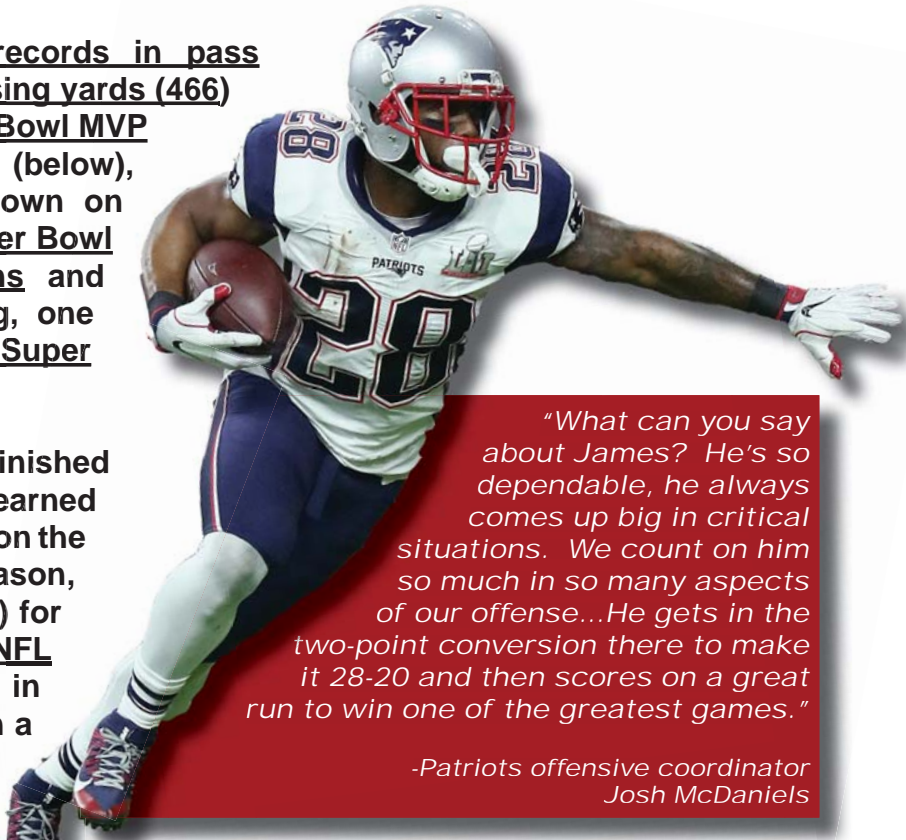 records in pass
sing yards (466)
Bowl MVP
(below),
own on
er Bowl
ns and
g, one
Super
inished
earned
on the
ason,
) for
NFL
in
n a
28
28
PATRIOTS
LI
28
“What can you say
about James? He's so
dependable, he always
comes up big in critical
situations. We count on him
so much in so many aspects
of our offense...He gets in the
two-point conversion there to make
it 28-20 and then scores on a great
run to win one of the greatest games.”
-Patriots offensive coordinator
Josh McDaniels